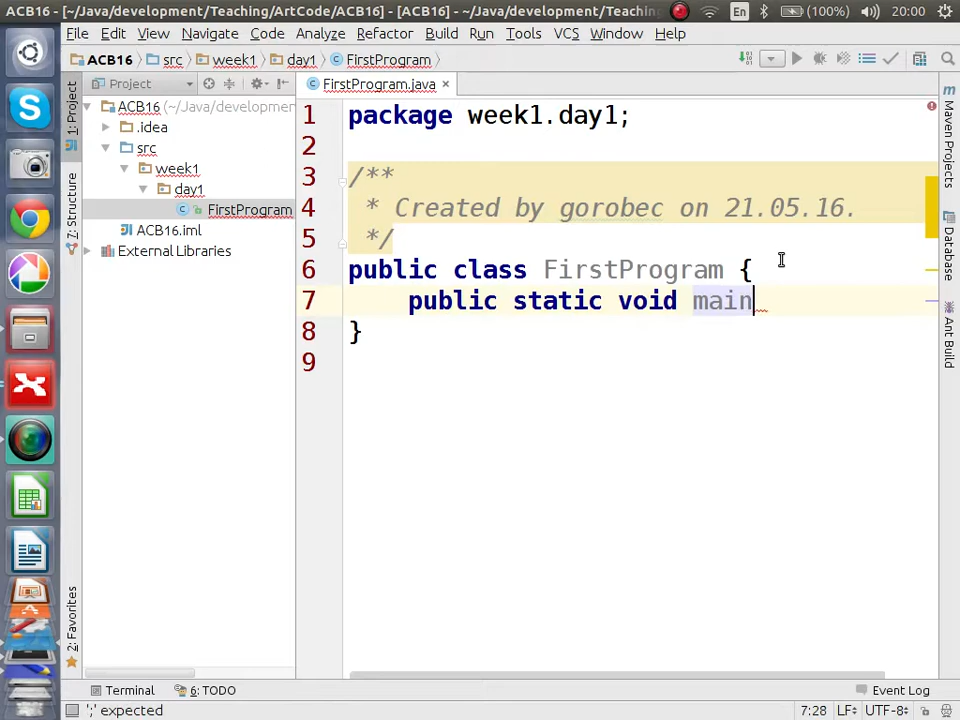 ACB16 - [~/Java/development/Teaching/ArtCode/ACB16] - [ACB16] - [~/Java/development/Teachin
En (100%) 20:00
File Edit View Navigate Code Analyze Refactor Build Run Tools VCS Window Help
ACB16 src week1 day1 FirstProgram
Project FirstProgram.java
1: Project
2: Structure
2: Favorites
ACB16 (~/Java/developmen
.idea
src
week1
day1
FirstProgram
ACB16.iml
External Libraries
1 package week1.day1;
2
3 /**
4 * Created by gorobec on 21.05.16.
5 */
6 public class FirstProgram {
7 public static void main
8 }
9
Maven Projects
Database
Ant Build
Terminal 6: TODO Event Log
';' expected 7:28 LF UTF-8